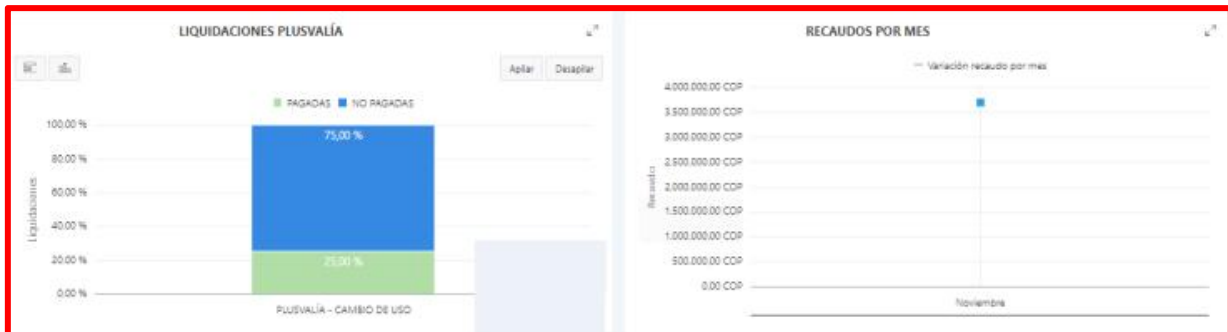 LIQUIDACIONES PLUSVALÍA
Apilar Desapilar
PAGADAS NO PAGADAS
100,00 %
80,00 %
60,00 %
40,00 %
20,00 %
0,00 %
Liquidaciones
75,00 %
25,00 %
PLUSVALÍA - CAMBIO DE USO
RECAUDOS POR MES
Variación recaudo por mes
4.000.000.00 COP
3.500.000.00 COP
3.000.000.00 COP
2.500.000.00 COP
2.000.000.00 COP
1.500.000.00 COP
1.000.000.00 COP
500.000.00 COP
0.00 COP
Recaudo
Noviembre